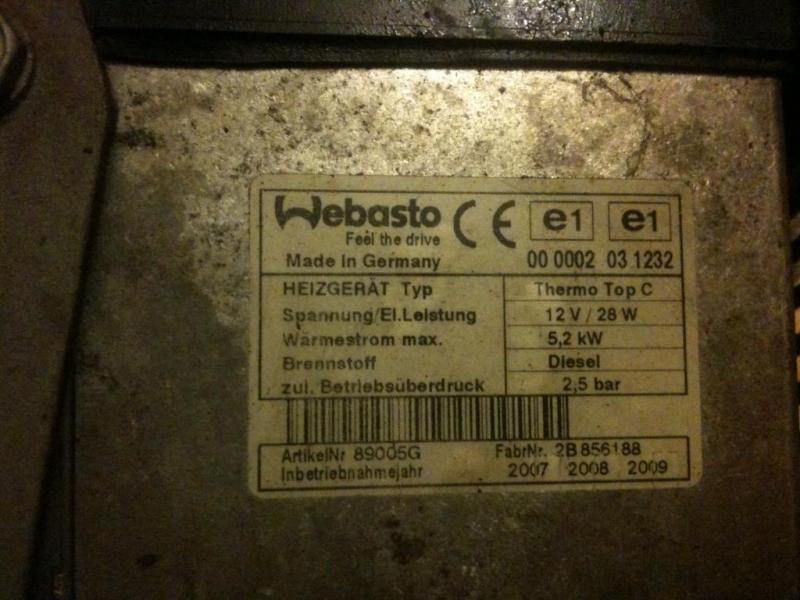 Webasto CE e1 e1
Feel the drive
Made in Germany 00 0002 03 1232
HEIZGERÄT Typ Thermo Top C
Spannung/El.Leistung 12 V / 28 W
Wärmestrom max. 5,2 kW
Brennstoff Diesel
zul. Betriebsüberdruck 2,5 bar
ArtikelNr 89005G FabrNr. 2B 856188
Inbetriebnahmejahr 2007 2008 2009